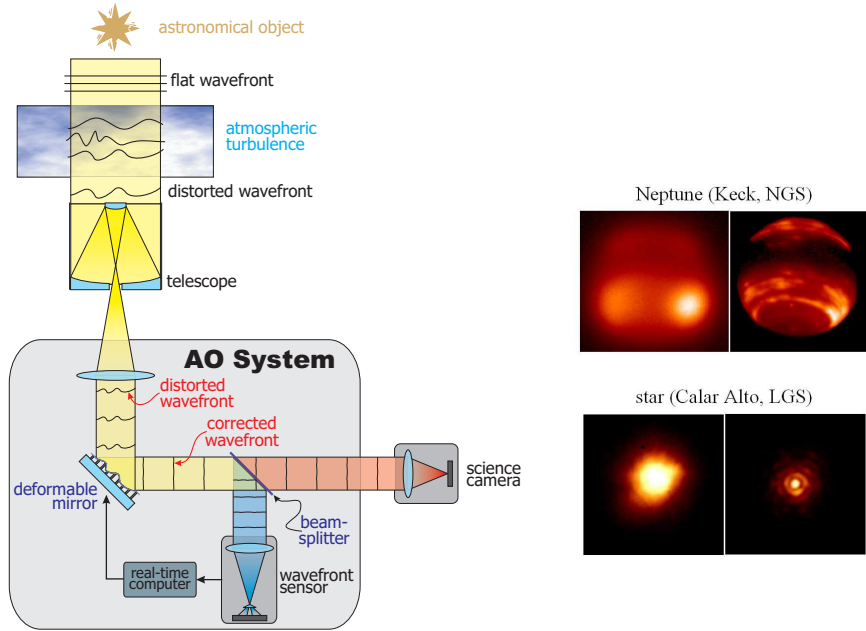 astronomical object
flat wavefront
atmospheric
turbulence
distorted wavefront
telescope
AO System
distorted
wavefront
corrected
wavefront
deformable
mirror
beam-
splitter
science
camera
real-time
computer
wavefront
sensor
Neptune (Keck, NGS)
star (Calar Alto, LGS)